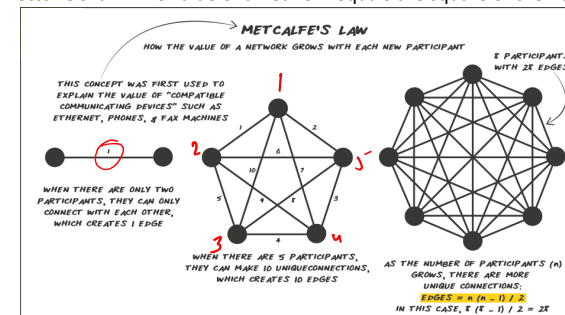 METCALFE'S LAW
HOW THE VALUE OF A NETWORK GROWS WITH EACH NEW PARTICIPANT
THIS CONCEPT WAS FIRST USED TO
EXPLAIN THE VALUE OF "COMPATIBLE
COMMUNICATING DEVICES" SUCH AS
ETHERNET, PHONES, & FAX MACHINES
1
WHEN THERE ARE ONLY TWO
PARTICIPANTS, THEY CAN ONLY
CONNECT WITH EACH OTHER,
WHICH CREATES 1 EDGE
1
1
2
2
6
5
10
7
5
9
8
3
3
4
4
WHEN THERE ARE 5 PARTICIPANTS,
THEY CAN MAKE 10 UNIQUECONNECTIONS,
WHICH CREATES 10 EDGES
8 PARTICIPANTS
WITH 28 EDGES
AS THE NUMBER OF PARTICIPANTS (n)
GROWS, THERE ARE MORE
UNIQUE CONNECTIONS:
EDGES = n (n - 1) / 2
IN THIS CASE, 8 (8 - 1) / 2 = 28